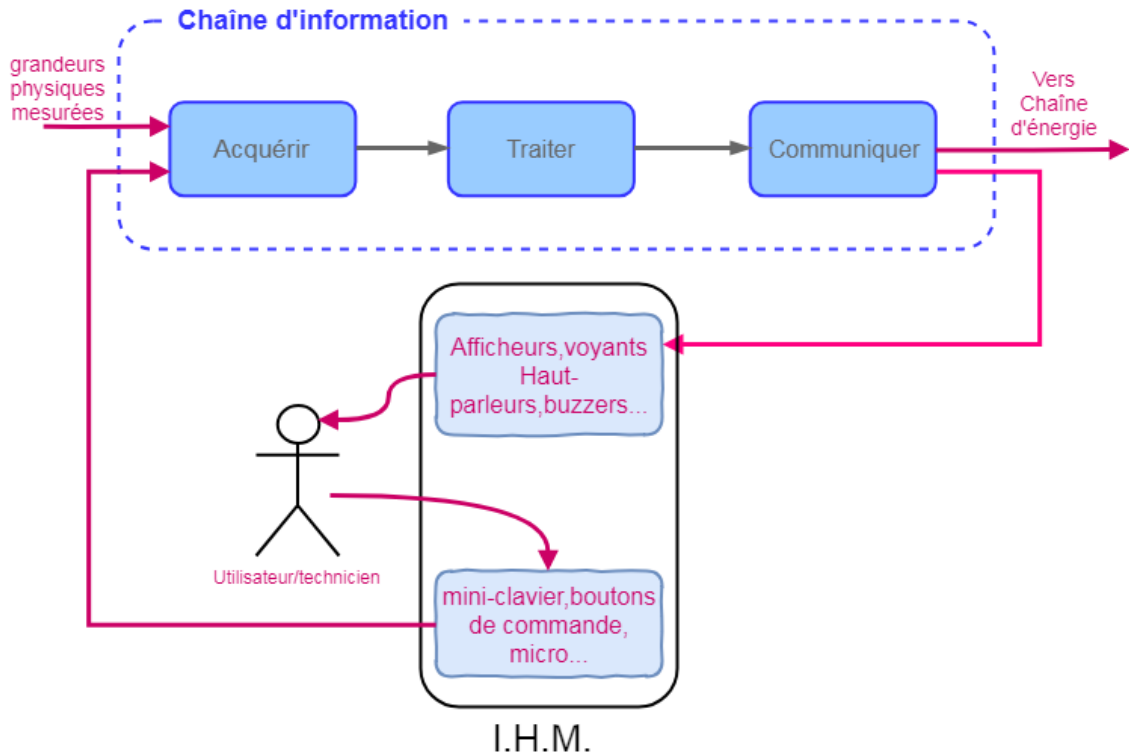 Chaîne d'information
grandeurs
physiques
mesurées
Acquérir
Traiter
Communiquer
Vers
Chaîne
d'énergie
Afficheurs,voyants
Haut-
parleurs,buzzers...
Utilisateur/technicien
mini-clavier,boutons
de commande,
micro...
I.H.M.